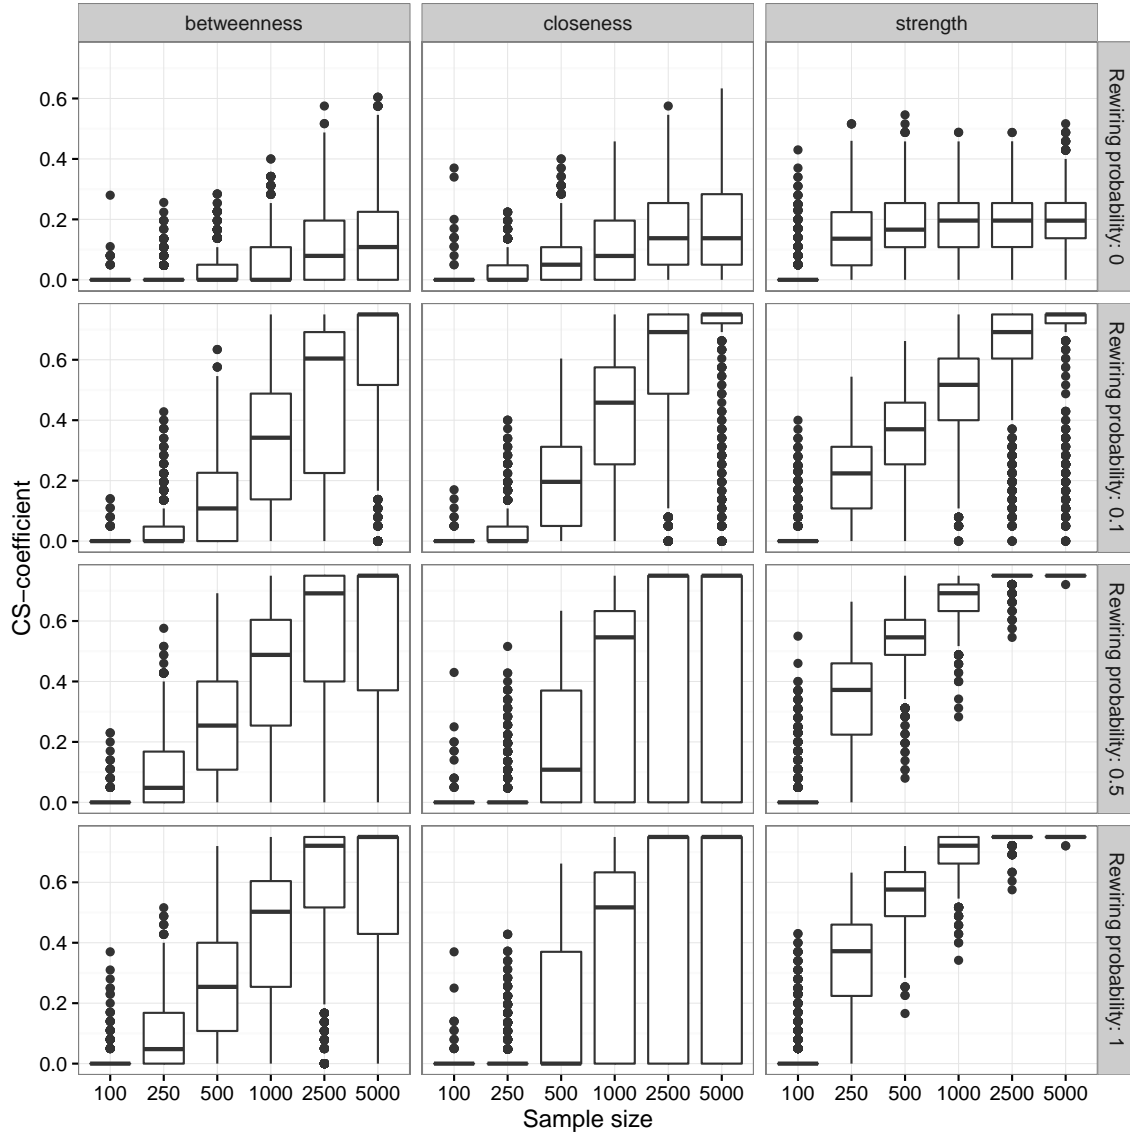 betweenness closeness strength
0.6
0.4
0.2
0.0
Rewiring probability: 0
0.6
0.4
0.2
0.0
Rewiring probability: 0.1
0.6
0.4
0.2
0.0
Rewiring probability: 0.5
0.6
0.4
0.2
0.0
Rewiring probability: 1
CS−coefficient
100 250 500 1000 2500 5000 100 250 500 1000 2500 5000 100 250 500 1000 2500 5000
Sample size